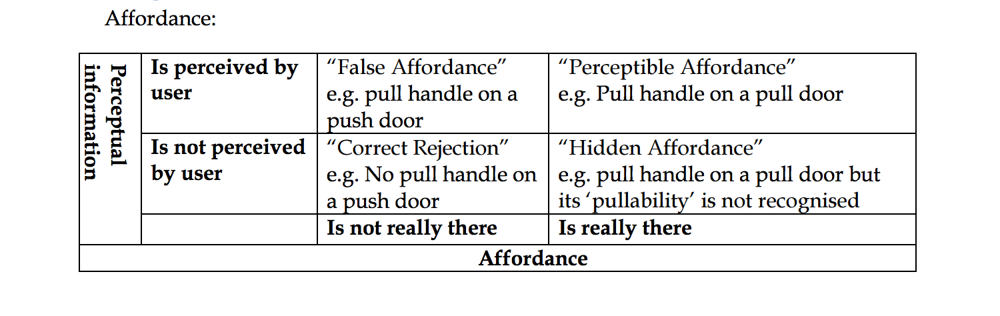 Affordance:
Perceptual
information
Is perceived by
user
“False Affordance”
e.g. pull handle on a
push door
“Perceptible Affordance”
e.g. Pull handle on a pull door
Is not perceived
by user
“Correct Rejection”
e.g. No pull handle on
a push door
“Hidden Affordance”
e.g. pull handle on a pull door but
its ‘pullability’ is not recognised
Is not really there
Is really there
Affordance